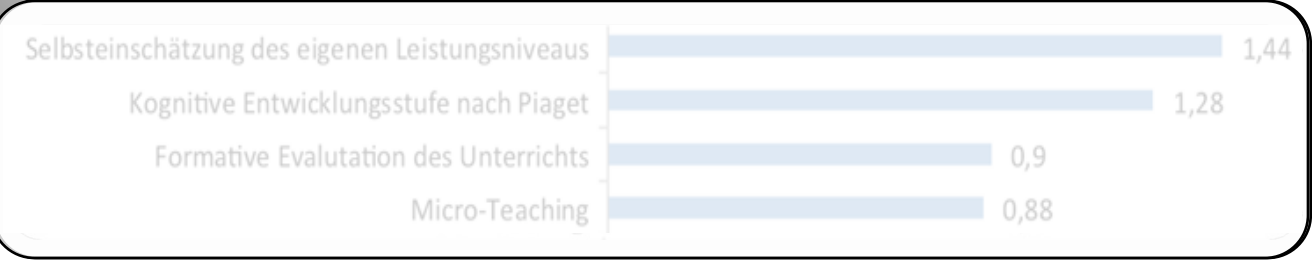 Selbsteinschätzung des eigenen Leistungsniveaus 1,44
Kognitive Entwicklungsstufe nach Piaget 1,28
Formative Evalutation des Unterrichts 0,9
Micro-Teaching 0,88